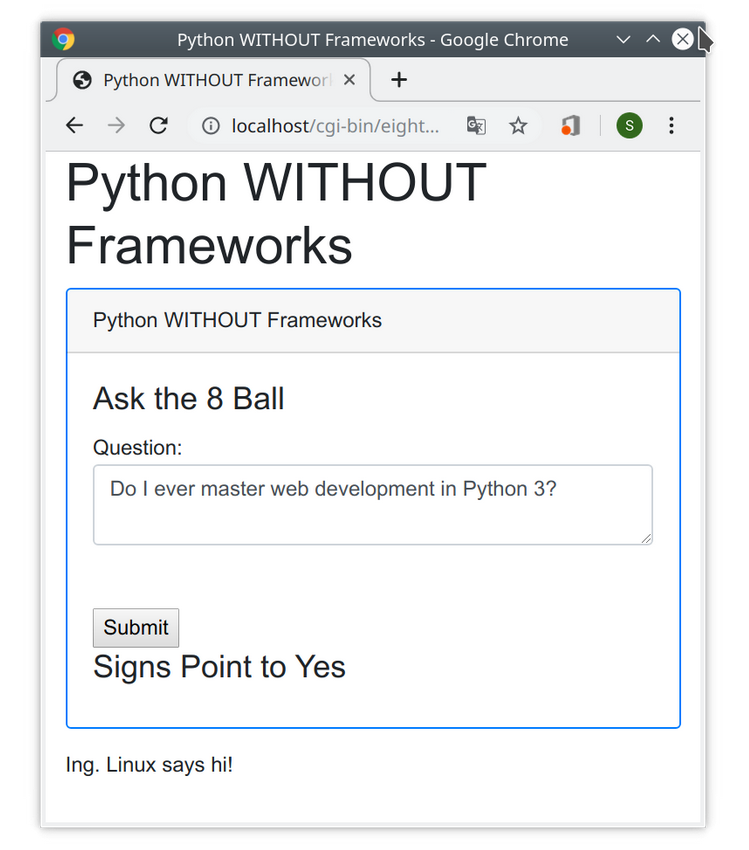 Python WITHOUT Frameworks - Google Chrome
Python WITHOUT Framewor
localhost/cgi-bin/eight...
S
Python WITHOUT
Frameworks
Python WITHOUT Frameworks
Ask the 8 Ball
Question:
Do I ever master web development in Python 3?
Submit
Signs Point to Yes
Ing. Linux says hi!